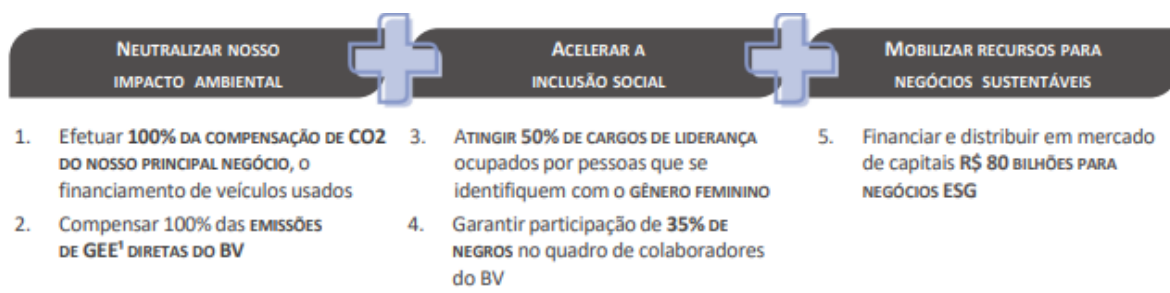 NEUTRALIZAR NOSSO
IMPACTO AMBIENTAL
1. Efetuar 100% DA COMPENSAÇÃO DE CO2
DO NOSSO PRINCIPAL NEGÓCIO, o
financiamento de veículos usados
2. Compensar 100% das EMISSÕES
DE GEE¹ DIRETAS DO BV
ACELERAR A
INCLUSÃO SOCIAL
3. ATINGIR 50% DE CARGOS DE LIDERANÇA
ocupados por pessoas que se
identifiquem com o GÊNERO FEMININO
4. Garantir participação de 35% DE
NEGROS no quadro de colaboradores
do BV
MOBILIZAR RECURSOS PARA
NEGÓCIOS SUSTENTÁVEIS
5. Financiar e distribuir em mercado
de capitais R$ 80 BILHÕES PARA
NEGÓCIOS ESG